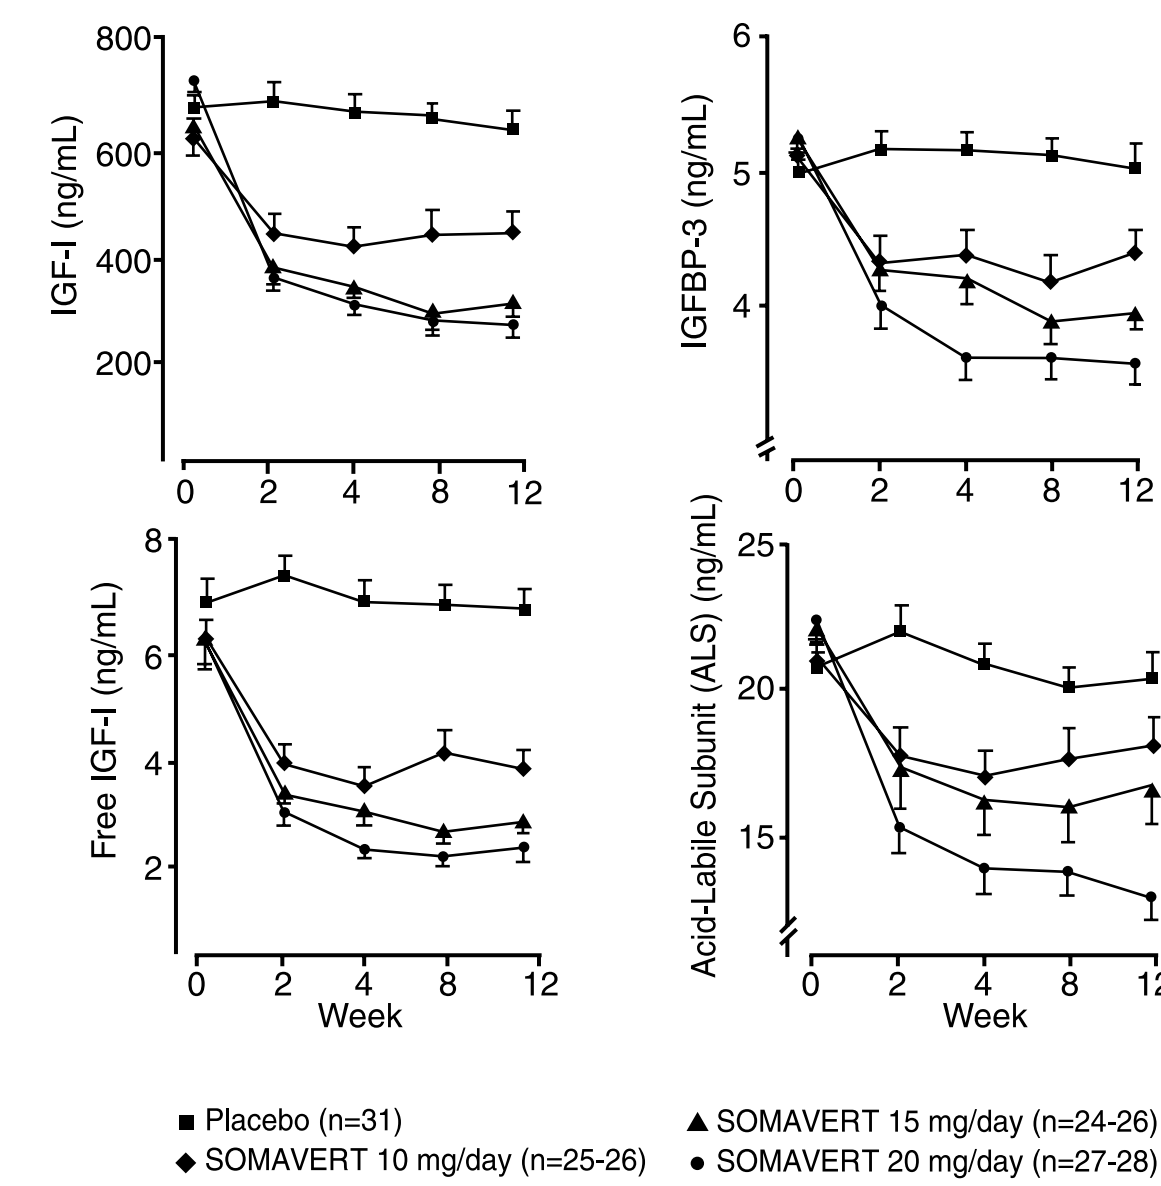 IGF-I (ng/mL)
800
600
400
200
0 2 4 8 12
IGFBP-3 (ng/mL)
6
5
4
0 2 4 8 12
Free IGF-I (ng/mL)
8
6
4
2
0 2 4 8 12
Week
Acid-Labile Subunit (ALS) (ng/mL)
25
20
15
0 2 4 8 12
Week
Placebo (n=31)
SOMAVERT 10 mg/day (n=25-26)
SOMAVERT 15 mg/day (n=24-26)
SOMAVERT 20 mg/day (n=27-28)